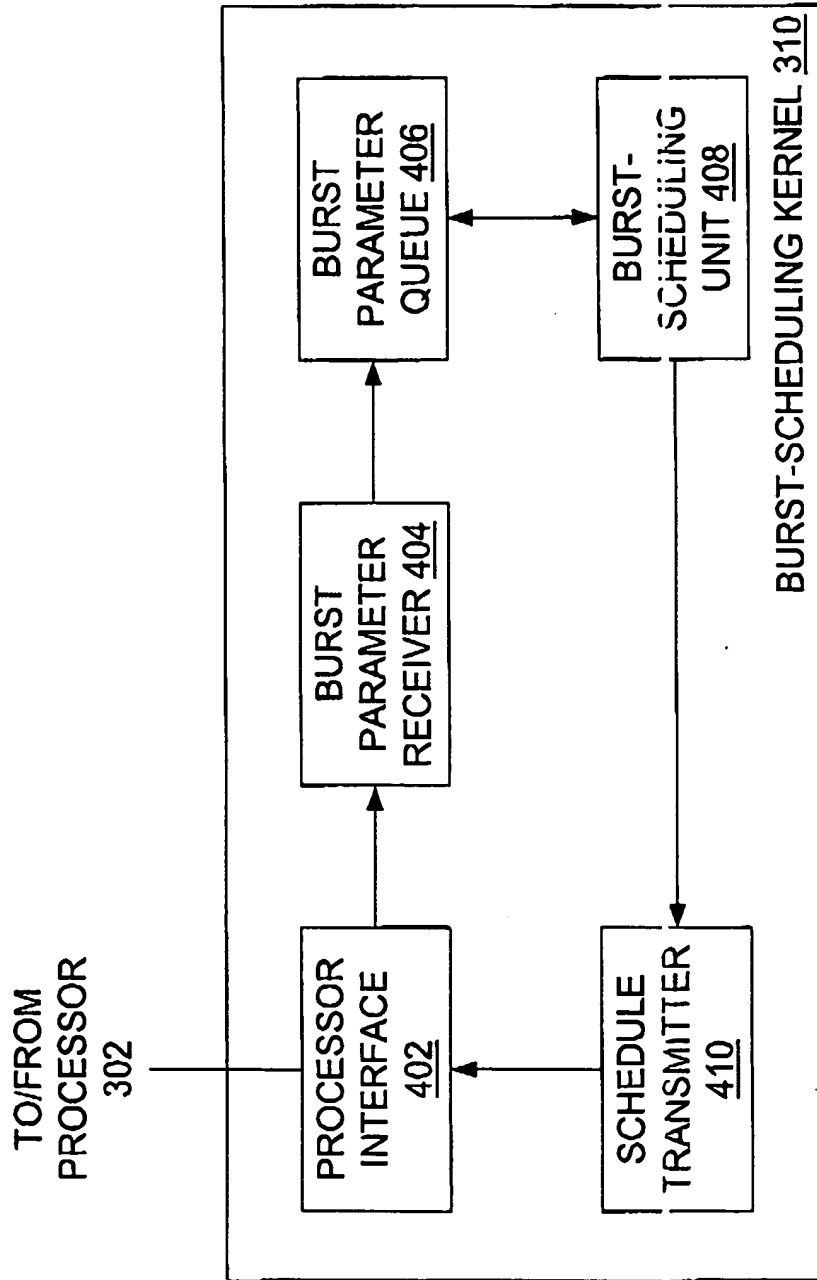 TO/FROM
PROCESSOR
302
PROCESSOR
INTERFACE
402
BURST
PARAMETER
RECEIVER 404
BURST
PARAMETER
QUEUE 406
SCHEDULE
TRANSMITTER
410
BURST-
SCHEDULING
UNIT 408
BURST-SCHEDULING KERNEL 310